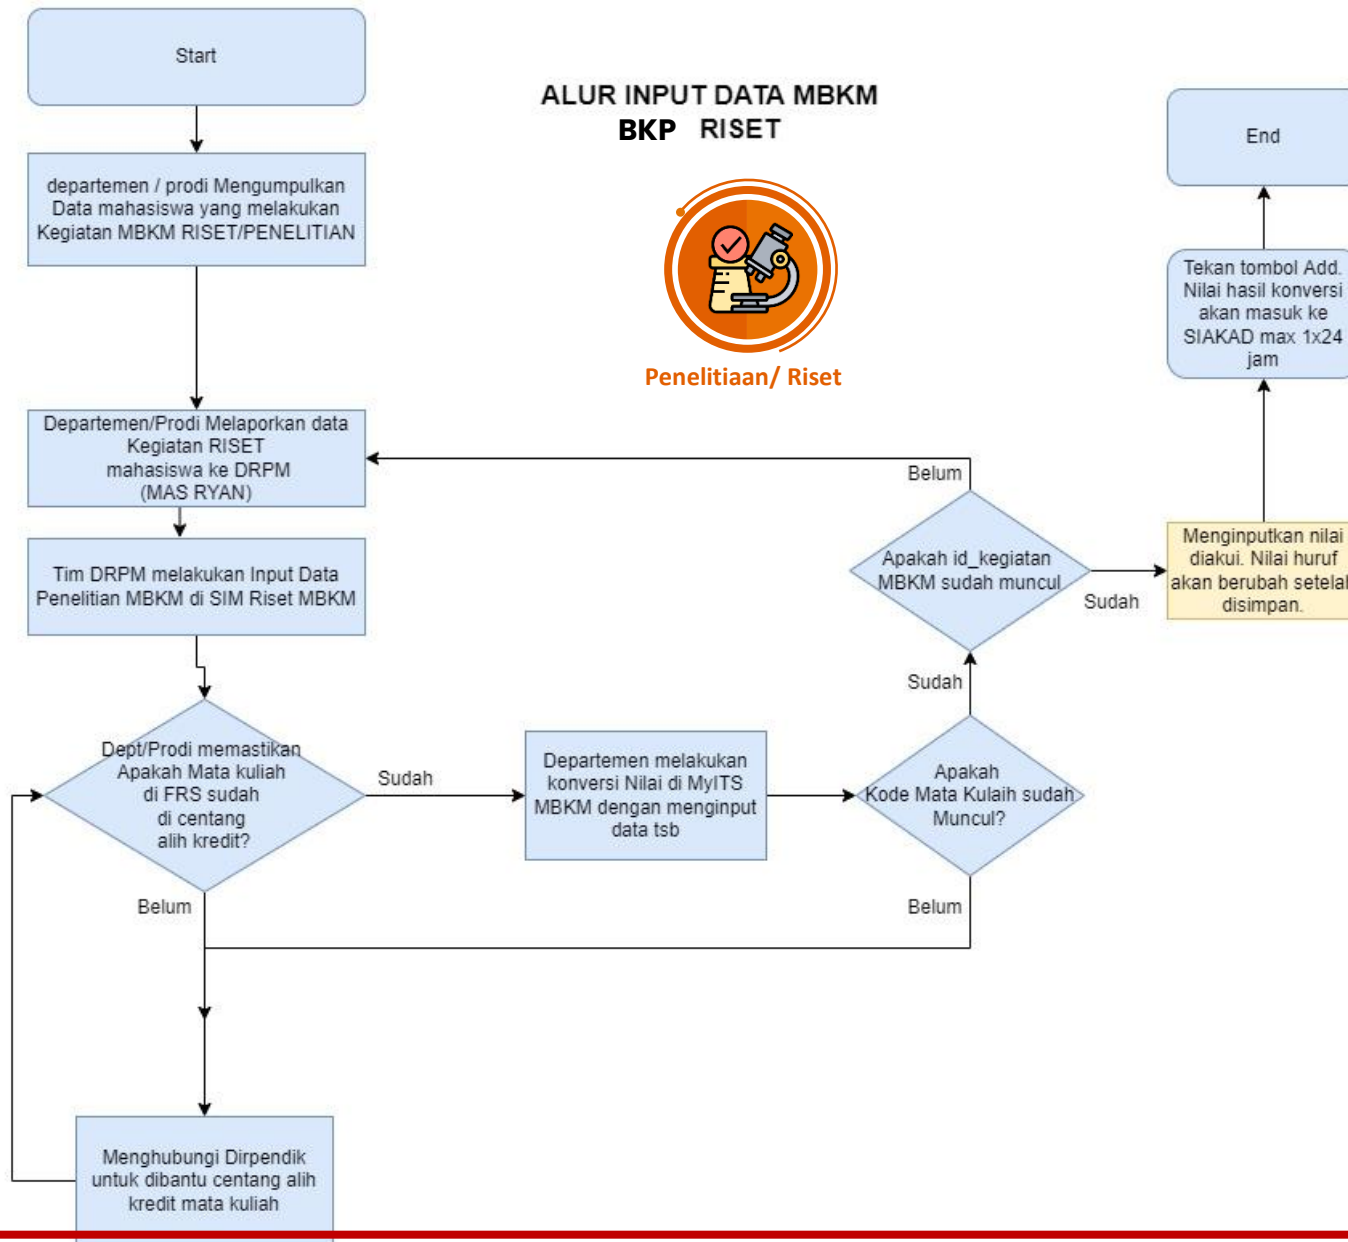 Start
ALUR INPUT DATA MBKM
BKP RISET
Penelitiaan/ Riset
departemen / prodi Mengumpulkan
Data mahasiswa yang melakukan
Kegiatan MBKM RISET/PENELITIAN
Departemen/Prodi Melaporkan data
Kegiatan RISET
mahasiswa ke DRPM
(MAS RYAN)
Tim DRPM melakukan Input Data
Penelitian MBKM di SIM Riset MBKM
Dept/Prodi memastikan
Apakah Mata kuliah
di FRS sudah
di centang
alih kredit?
Sudah
Belum
Menghubungi Dirpendik
untuk dibantu centang alih
kredit mata kuliah
Departemen melakukan
konversi Nilai di MyITS
MBKM dengan menginput
data tsb
Apakah
Kode Mata Kulaih sudah
Muncul?
Belum
Sudah
Apakah id_kegiatan
MBKM sudah muncul
Belum
Sudah
Menginputkan nilai
diakui. Nilai huruf
akan berubah
disimpan.
Tekan tombol Add.
Nilai hasil konversi
akan masuk ke
SIAKAD max 1x24
jam
End